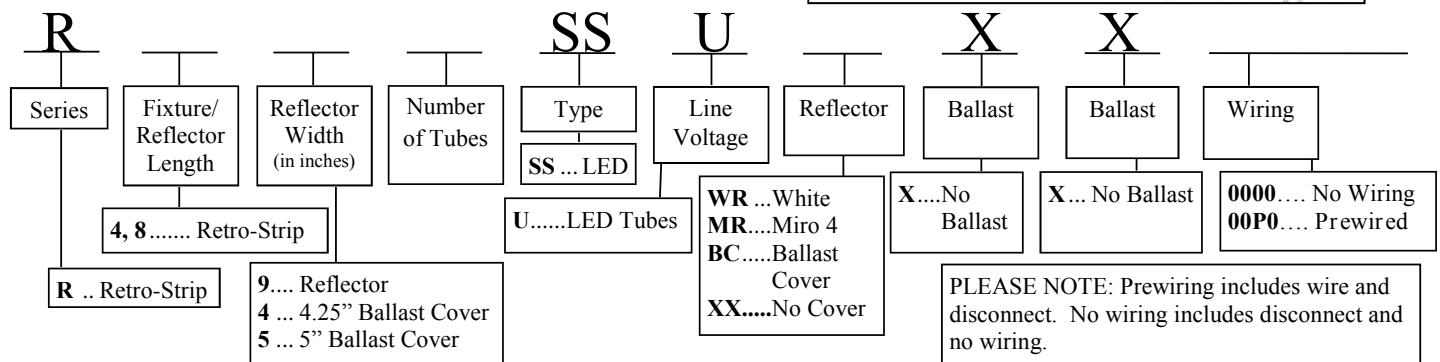 R SS U X X
Series
Fixture/
Reflector
Length
Reflector
Width
(in inches)
Number
of Tubes
Type
Line
Voltage
Reflector
Ballast
Ballast
Wiring
SS ... LED
WR ...White
MR....Miro 4
BC.....Ballast
Cover
XX.....No Cover
X....No
Ballast
X... No Ballast
0000.... No Wiring
00P0.... Prewired
4, 8....... Retro-Strip
U......LED Tubes
R .. Retro-Strip
9.... Reflector
4 ... 4.25” Ballast Cover
5 ... 5” Ballast Cover
PLEASE NOTE: Prewiring includes wire and
disconnect. No wiring includes disconnect and
no wiring.